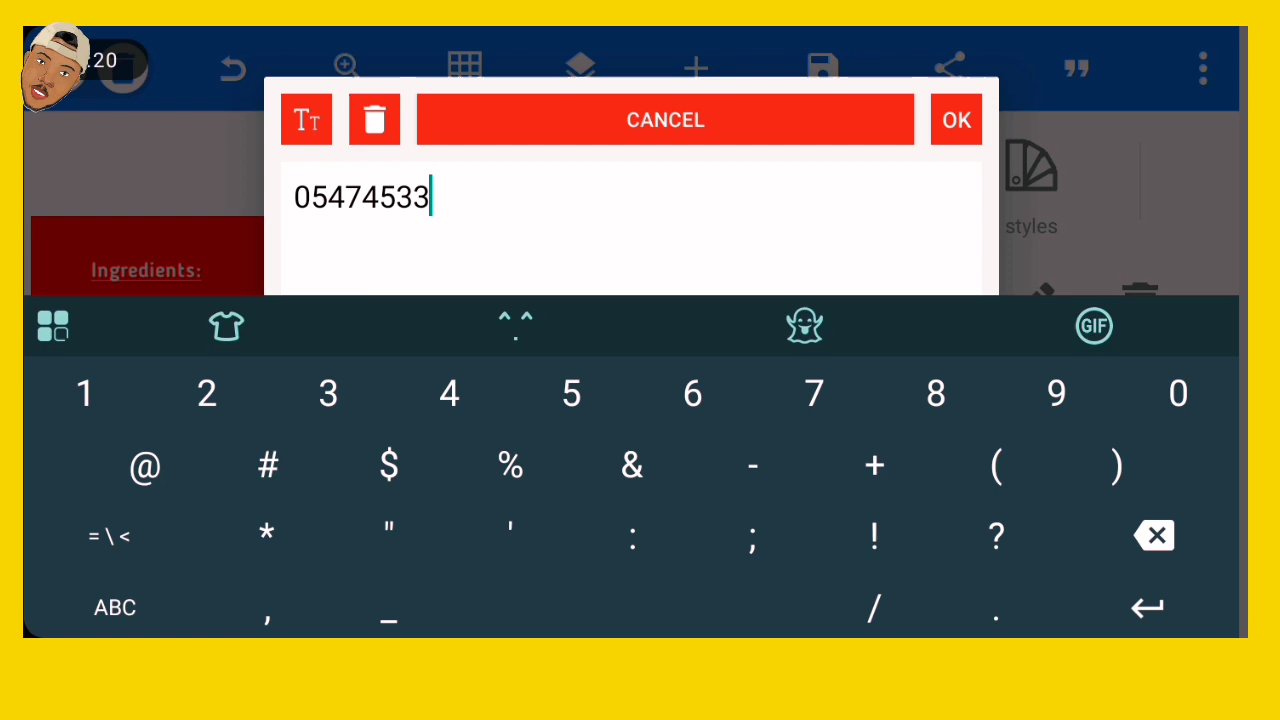 :20
CANCEL
OK
05474533
styles
Ingredients:
GIF
1 2 3 4 5 6 7 8 9 0
@ # $ % & - + ( )
= \ < * " ' : ; ! ?
ABC , _ / .